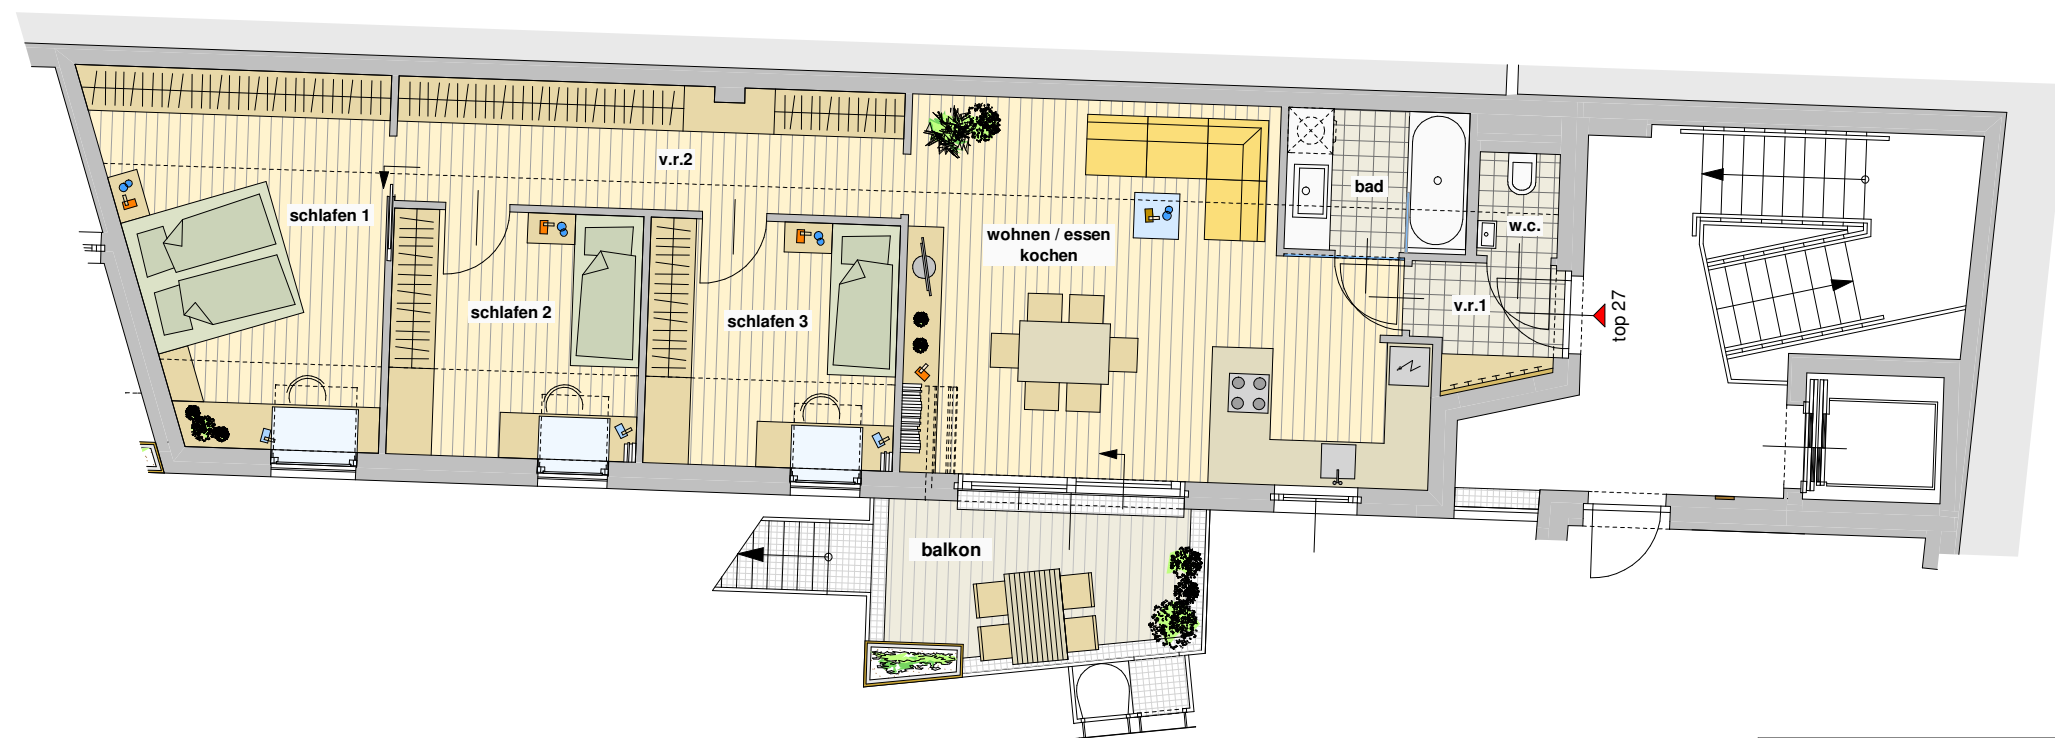 v.r.2
schlafen 1
bad
w.c.
wohnen / essen
kochen
schlafen 2
schlafen 3
v.r.1
top 27
balkon